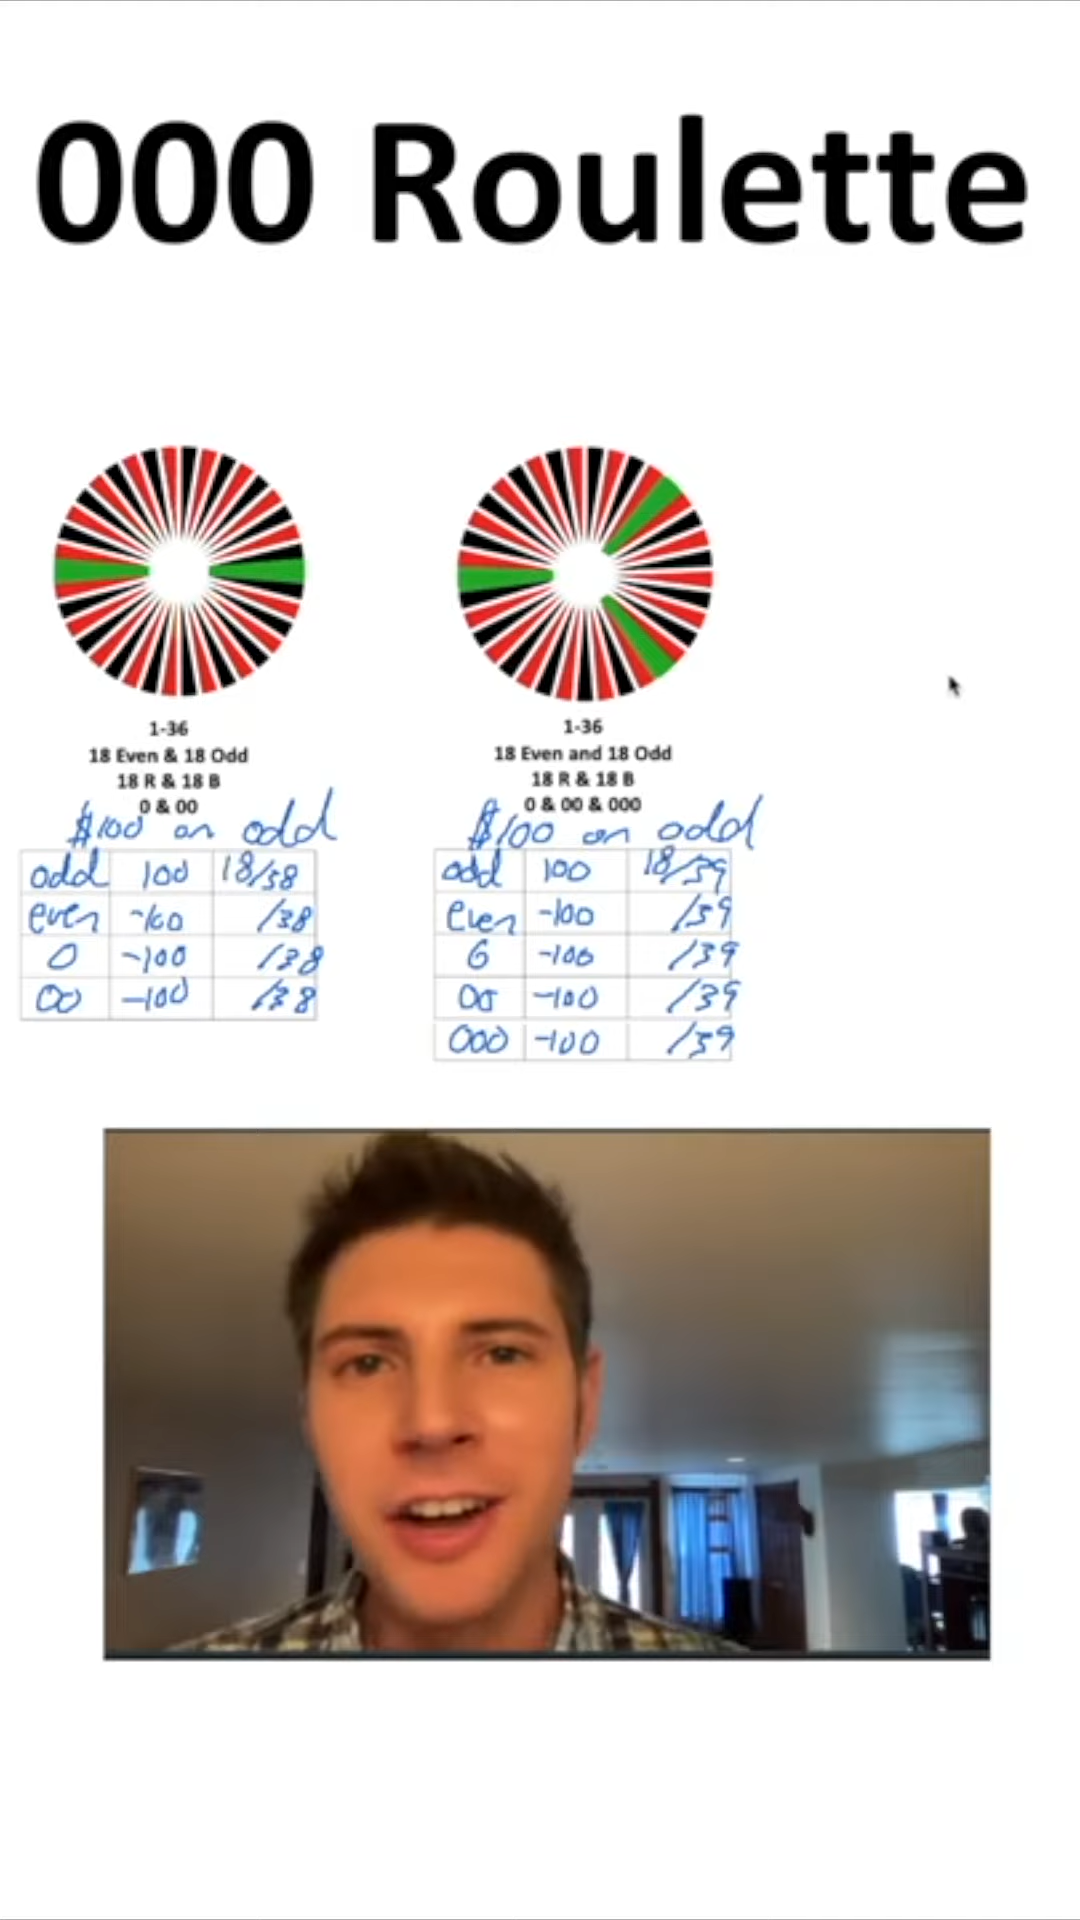 000 Roulette
1-36
18 Even & 18 Odd
18 R & 18 B
0 & 00
$100 on odd
odd 100 18/38
even -100 /38
0 -100 /38
00 -100 /38
1-36
18 Even and 18 Odd
18 R & 18 B
0 & 00 & 000
$100 on odd
odd 100 18/39
Even -100 /39
0 -100 /39
00 -100 /39
000 -100 /39